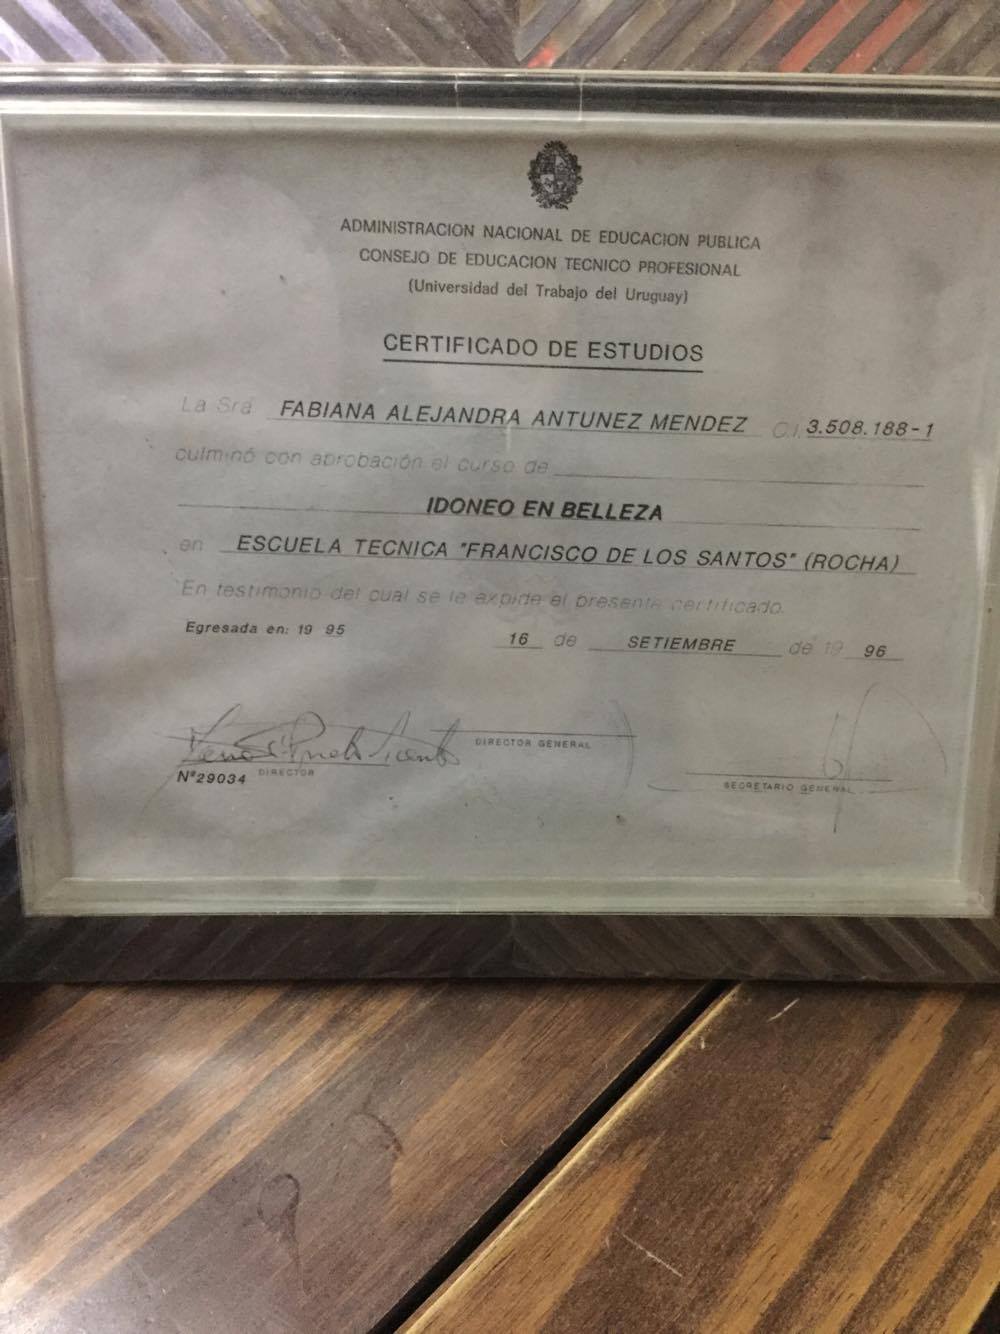 ADMINISTRACION NACIONAL DE EDUCACION PUBLICA
CONSEJO DE EDUCACION TECNICO PROFESIONAL
(Universidad del Trabajo del Uruguay)
CERTIFICADO DE ESTUDIOS
La Sra FABIANA ALEJANDRA ANTUNEZ MENDEZ C.I. 3.508.188-1
culminó con aprobación el curso de
IDONEO EN BELLEZA
en ESCUELA TECNICA "FRANCISCO DE LOS SANTOS" (ROCHA)
En testimonio del cual se le expide el presente certificado.
Egresada en: 19 95 16 de SETIEMBRE de 19 96
DIRECTOR GENERAL
Nº29034 DIRECTOR
SECRETARIO GENERAL